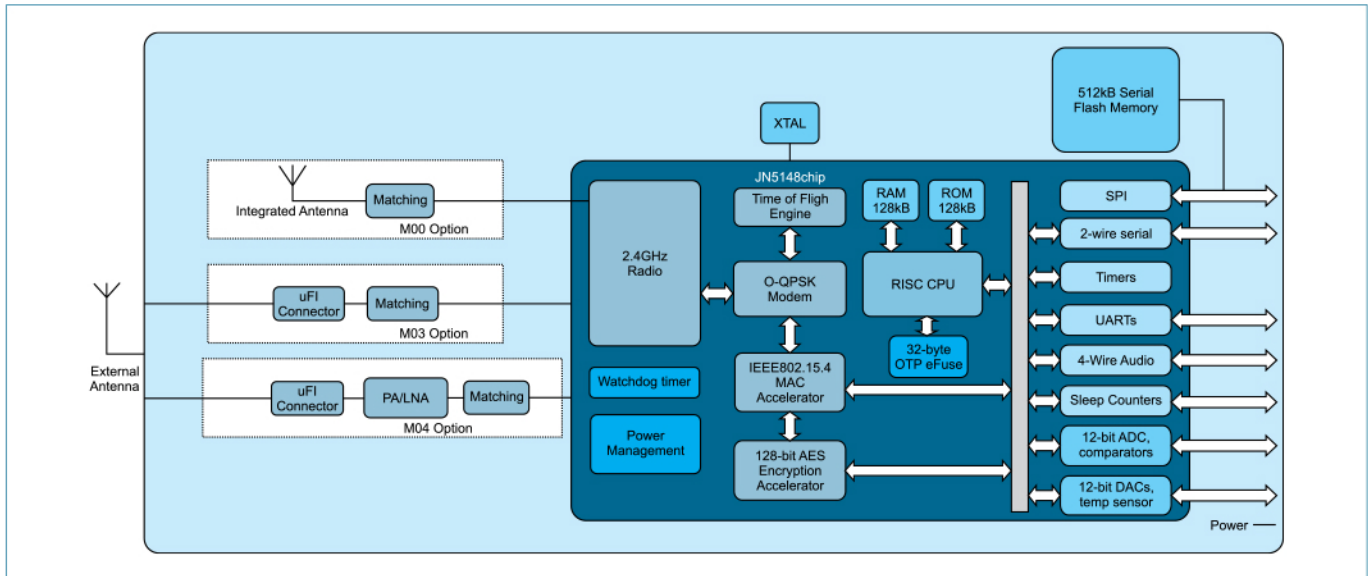 512kB Serial
Flash Memory
XTAL
JN5148chip
Integrated Antenna
Matching
M00 Option
2.4GHz
Radio
Time of Fligh
Engine
RAM
128kB
ROM
128kB
SPI
2-wire serial
O-QPSK
Modem
RISC CPU
Timers
uFI
Connector
Matching
M03 Option
UARTs
External
Antenna
32-byte
OTP eFuse
4-Wire Audio
uFI
Connector
PA/LNA
Matching
M04 Option
Watchdog timer
IEEE802.15.4
MAC
Accelerator
Sleep Counters
Power
Management
128-bit AES
Encryption
Accelerator
12-bit ADC,
comparators
12-bit DACs,
temp sensor
Power